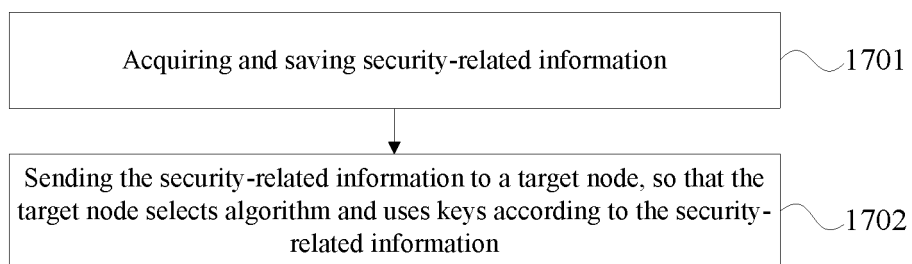 Acquiring and saving security-related information
1701
Sending the security-related information to a target node, so that the
target node selects algorithm and uses keys according to the security-
related information
1702